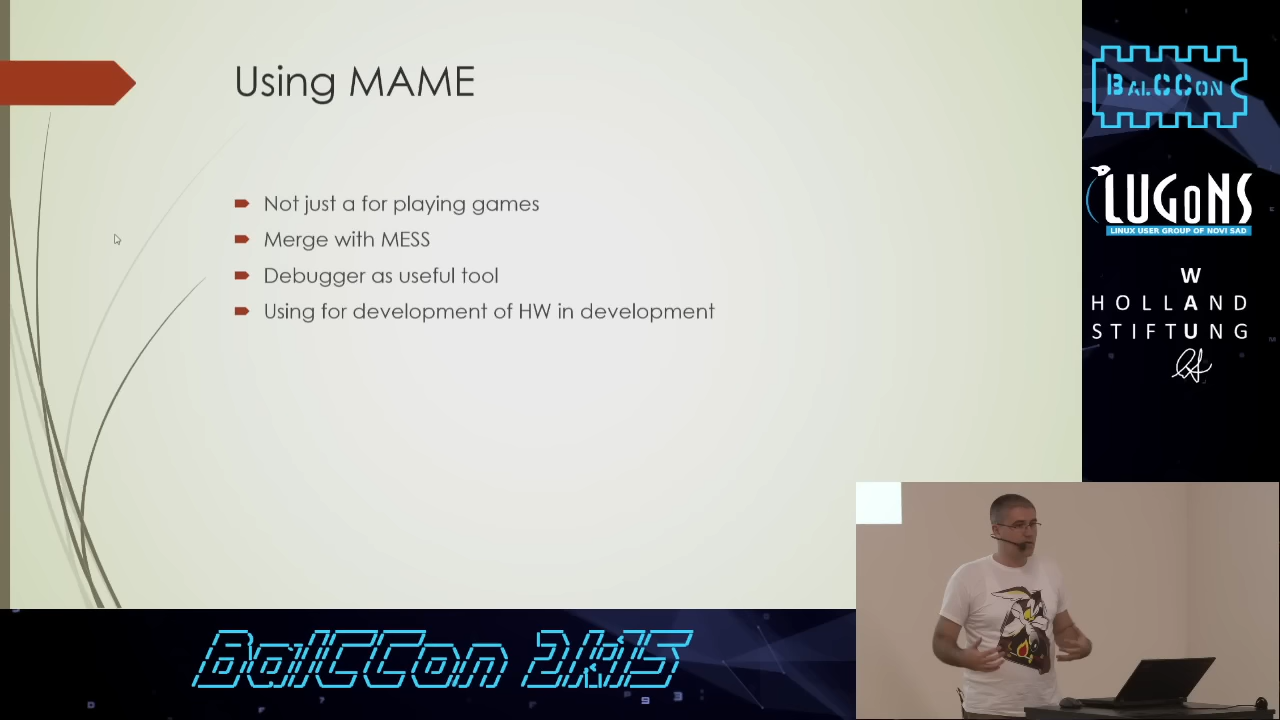 Using MAME
Not just a for playing games
Merge with MESS
Debugger as useful tool
Using for development of HW in development
BALCCON
LUGoNS
LINUX USER GROUP OF NOVI SAD
W
HOLLAND
A
STIFTUNG
BalCCon 2k15